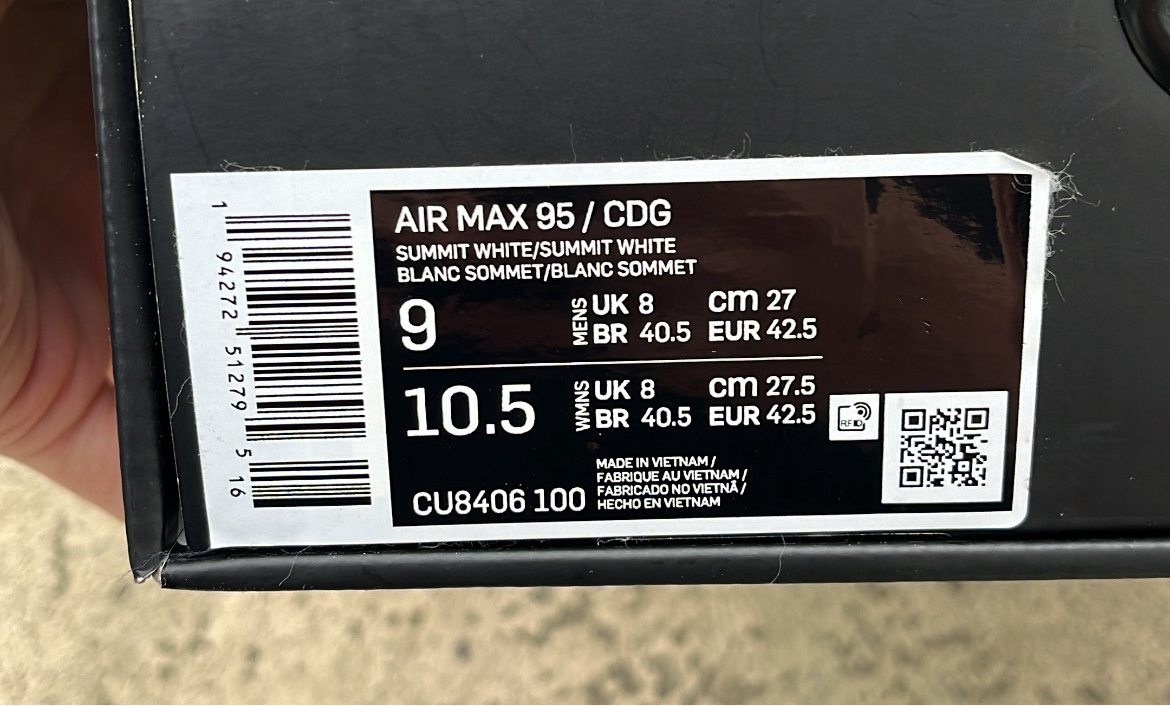 1 94272 51279 5 16
AIR MAX 95 / CDG
SUMMIT WHITE/SUMMIT WHITE
BLANC SOMMET/BLANC SOMMET
9 MENS UK 8 cm 27
BR 40.5 EUR 42.5
10.5 WMNS UK 8 cm 27.5
BR 40.5 EUR 42.5
RFID
MADE IN VIETNAM /
FABRIQUE AU VIETNAM /
FABRICADO NO VIETNÃ /
HECHO EN VIETNAM
CU8406 100